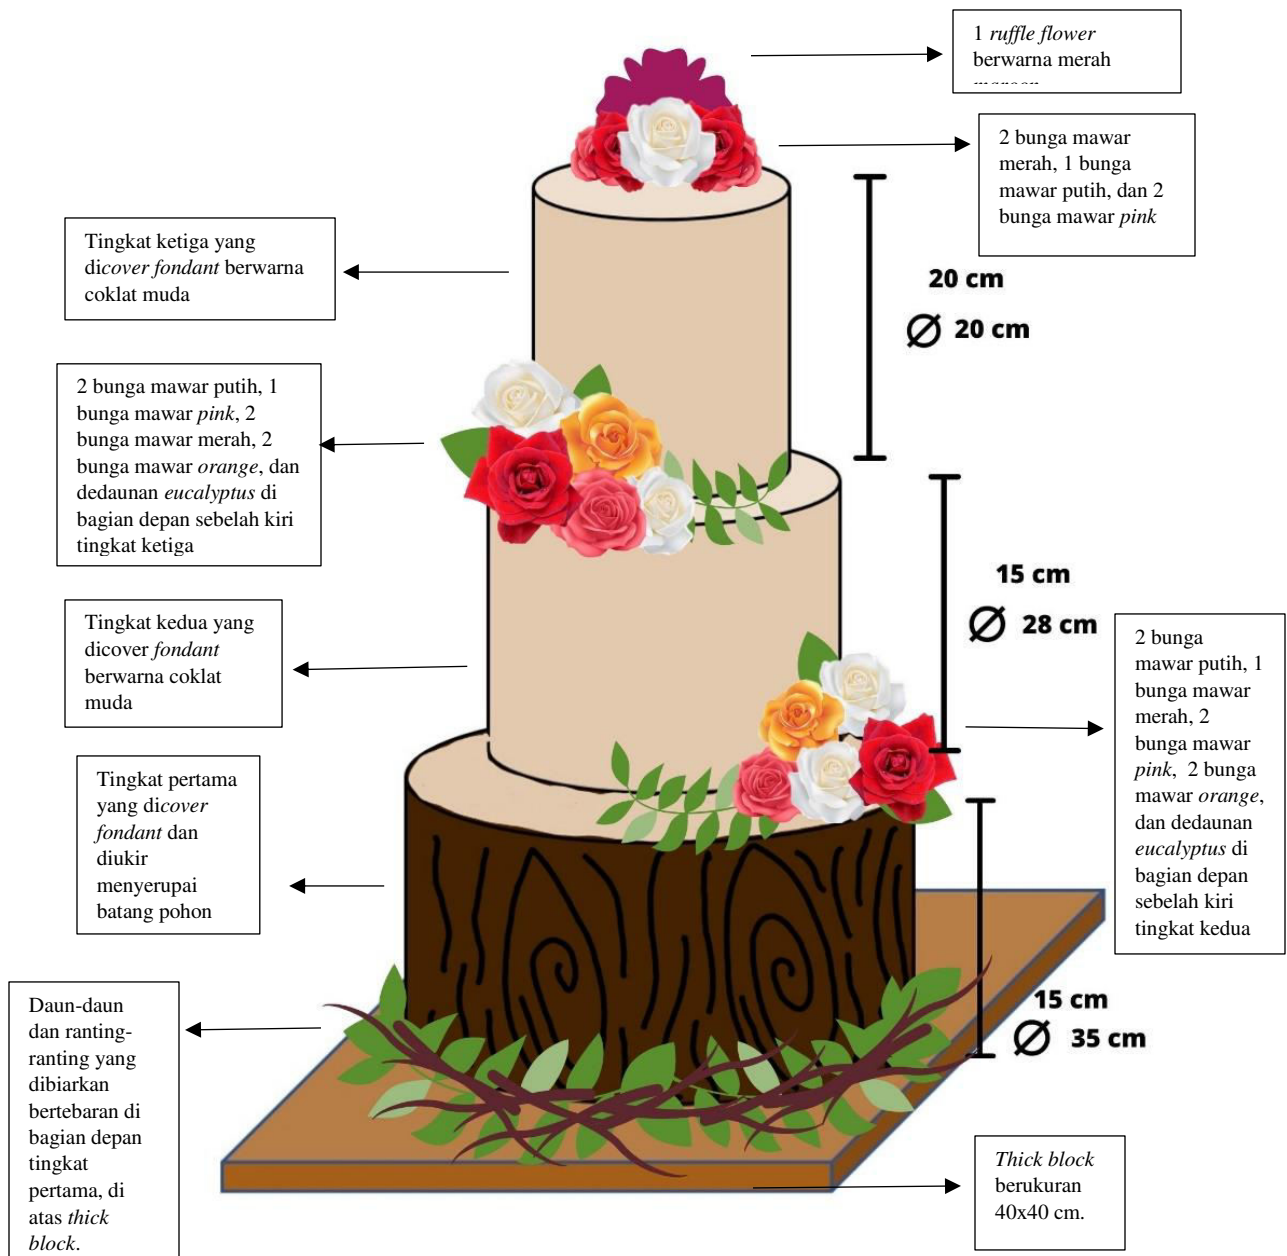 1 ruffle flower
berwarna merah
2 bunga mawar
merah, 1 bunga
mawar putih, dan 2
bunga mawar pink
Tingkat ketiga yang
dicover fondant berwarna
coklat muda
20 cm
Ø 20 cm
2 bunga mawar putih, 1
bunga mawar pink, 2
bunga mawar merah, 2
bunga mawar orange, dan
dedaunan eucalyptus di
bagian depan sebelah kiri
tingkat ketiga
15 cm
Ø 28 cm
Tingkat kedua yang
dicover fondant
berwarna coklat
muda
2 bunga
mawar putih, 1
bunga mawar
merah, 2
bunga mawar
pink, 2 bunga
mawar orange,
dan dedaunan
eucalyptus di
bagian depan
sebelah kiri
tingkat kedua
Tingkat pertama
yang dicover
fondant dan
diukir
menyerupai
batang pohon
15 cm
Ø 35 cm
Daun-daun
dan ranting-
ranting yang
dibiarkan
bertebaran di
bagian depan
tingkat
pertama, di
atas thick
block.
Thick block
berukuran
40x40 cm.